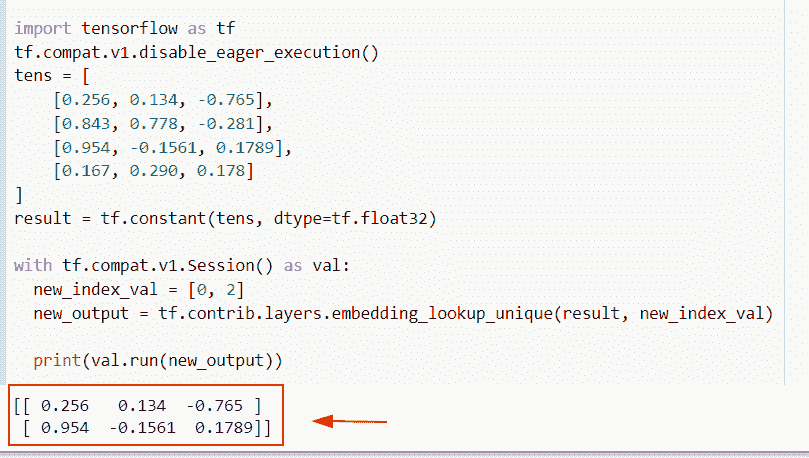 import tensorflow as tf
tf.compat.v1.disable_eager_execution()
tens = [
    [0.256, 0.134, -0.765],
    [0.843, 0.778, -0.281],
    [0.954, -0.1561, 0.1789],
    [0.167, 0.290, 0.178]
]
result = tf.constant(tens, dtype=tf.float32)

with tf.compat.v1.Session() as val:
  new_index_val = [0, 2]
  new_output = tf.contrib.layers.embedding_lookup_unique(result, new_index_val)

  print(val.run(new_output))
[[ 0.256   0.134  -0.765 ]
 [ 0.954  -0.1561  0.1789]]